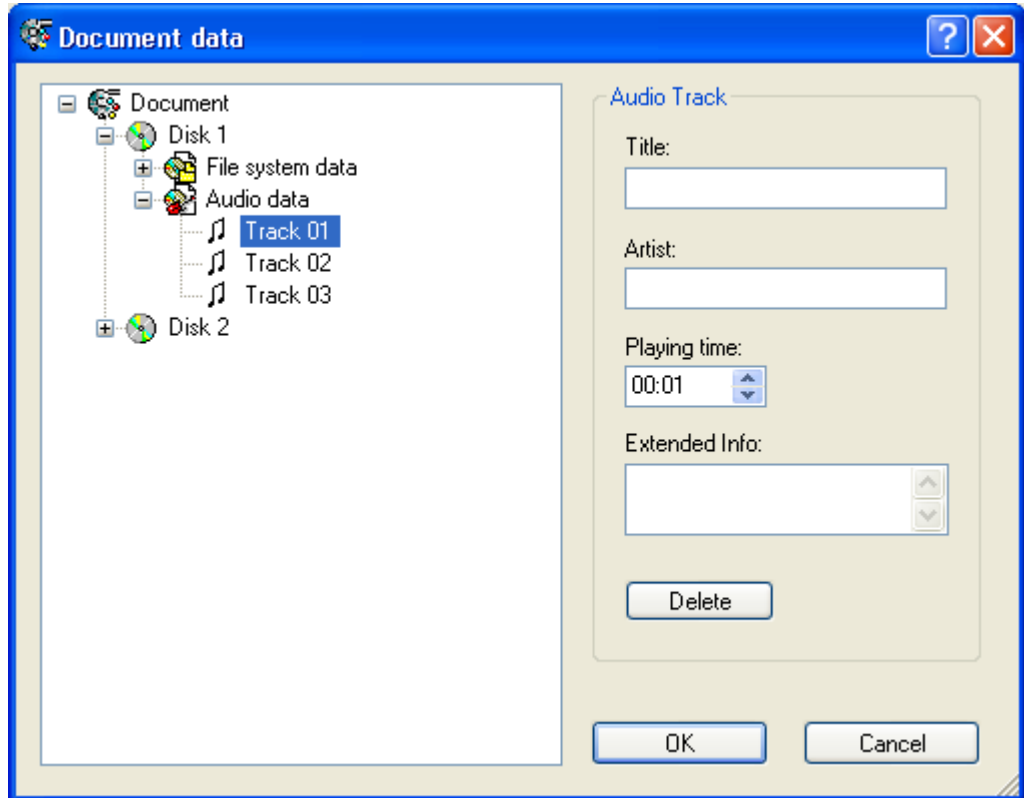 Document data
Document
Disk 1
File system data
Audio data
Track 01
Track 02
Track 03
Disk 2
Audio Track
Title:
Artist:
Playing time:
00:01
Extended Info:
Delete
OK
Cancel